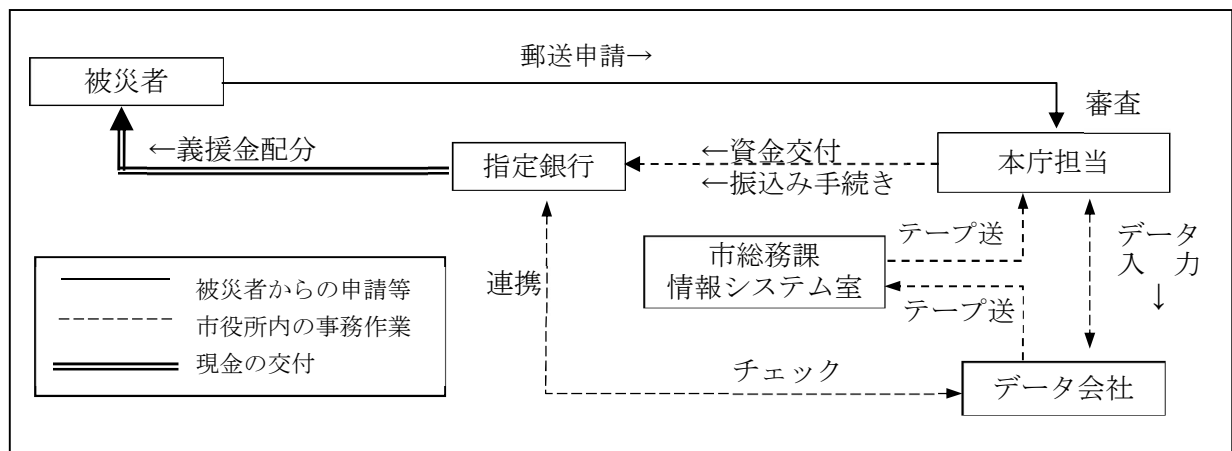 郵送申請→
被災者
審査
←義援金配分
指定銀行
←資金交付
←振込み手続き
本庁担当
テープ送
データ
入 力
↓
市総務課
情報システム室
連携
テープ送
被災者からの申請等
市役所内の事務作業
現金の交付
チェック
データ会社